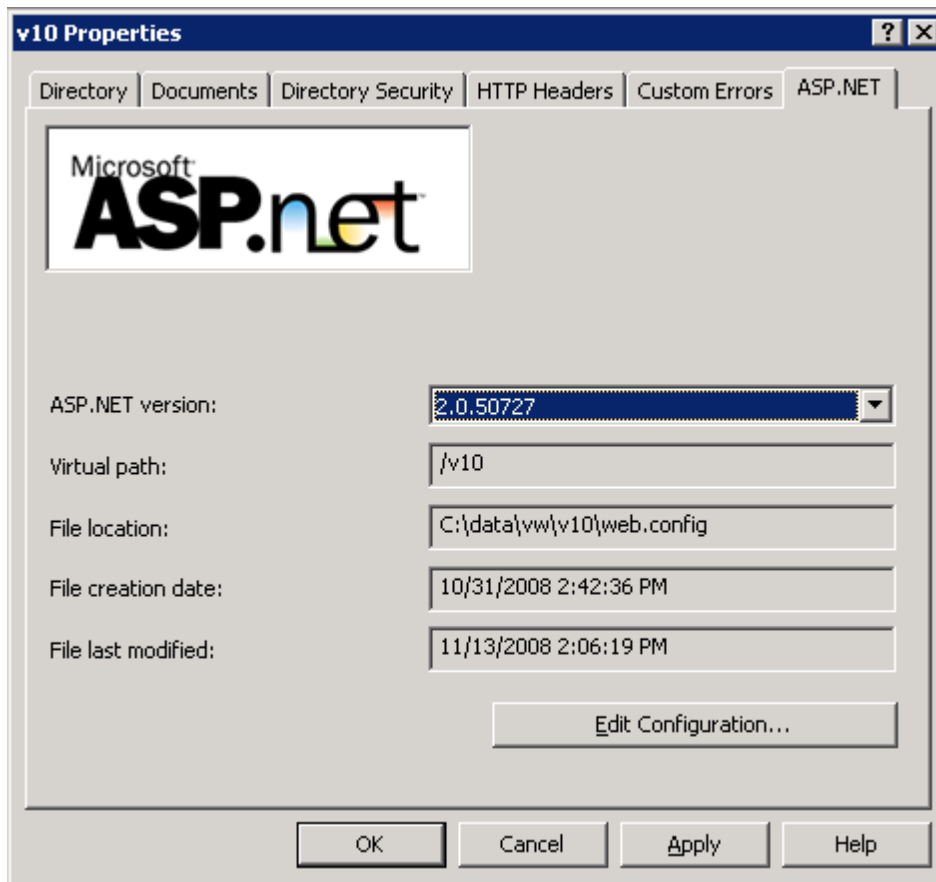 v10 Properties
Directory Documents Directory Security HTTP Headers Custom Errors ASP.NET
Microsoft
ASP.net
ASP.NET version: 2.0.50727
Virtual path: /v10
File location: C:\data\vw\v10\web.config
File creation date: 10/31/2008 2:42:36 PM
File last modified: 11/13/2008 2:06:19 PM
Edit Configuration...
OK Cancel Apply Help